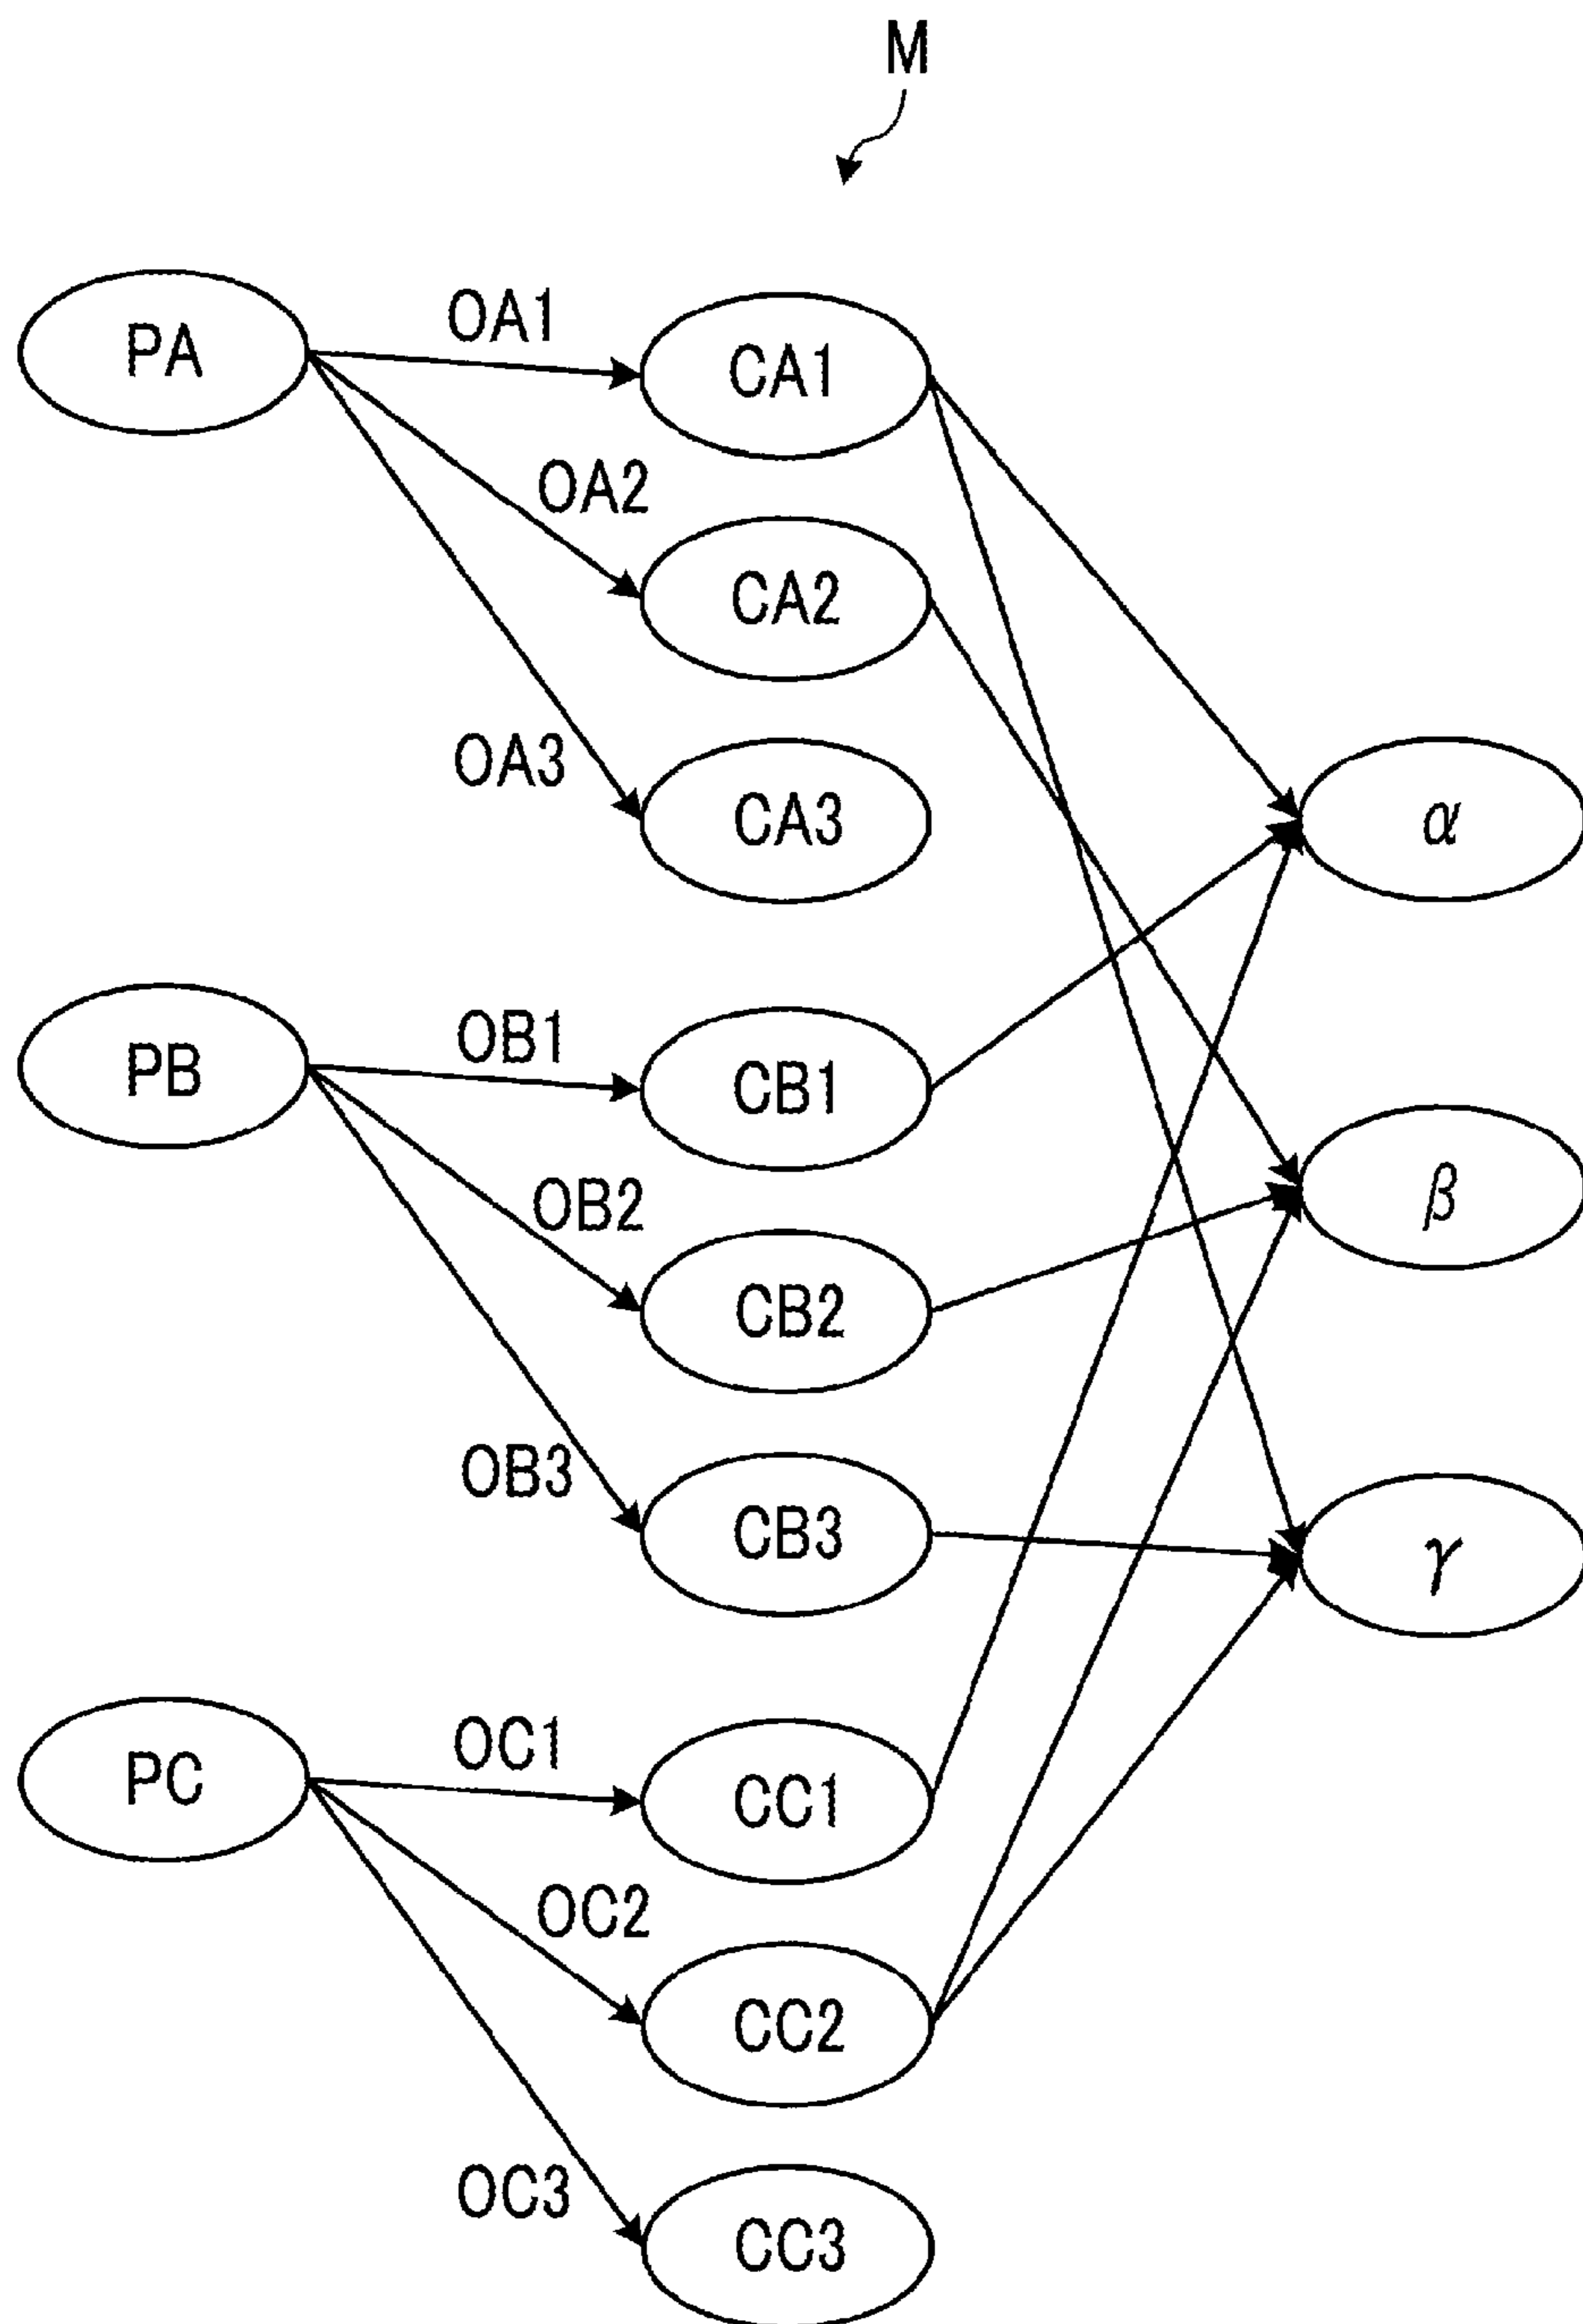 M
PA
OA1
CA1
OA2
CA2
OA3
CA3
α
PB
OB1
CB1
OB2
β
CB2
OB3
CB3
γ
PC
OC1
CC1
OC2
CC2
OC3
CC3